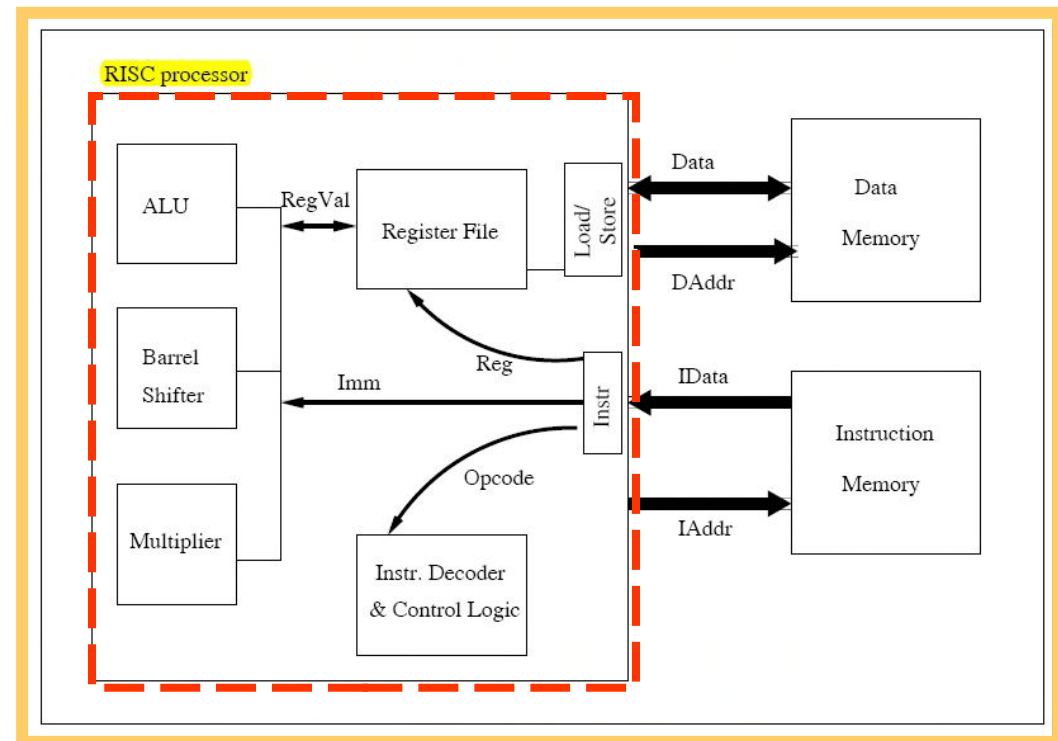 RISC processor
ALU
RegVal
Register File
Load/
Store
Data
Data
Memory
DAddr
Barrel
Shifter
Imm
Reg
Instr
IData
Instruction
Memory
Opcode
IAddr
Multiplier
Instr. Decoder
& Control Logic